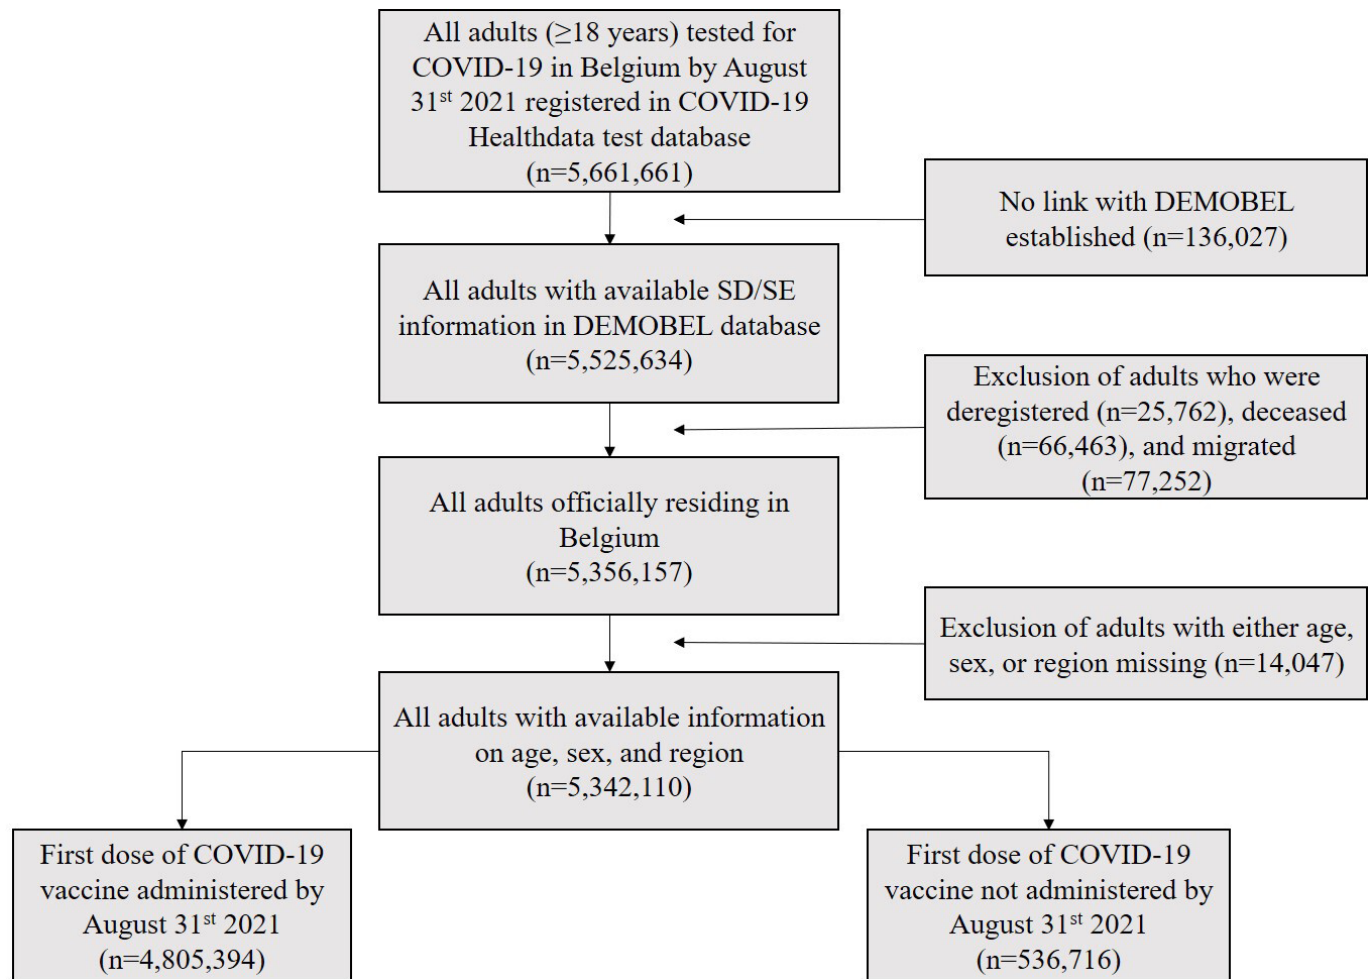 All adults (≥18 years) tested for
COVID-19 in Belgium by August
31st 2021 registered in COVID-19
Healthdata test database
(n=5,661,661)
No link with DEMOBEL
established (n=136,027)
All adults with available SD/SE
information in DEMOBEL database
(n=5,525,634)
Exclusion of adults who were
deregistered (n=25,762), deceased
(n=66,463), and migrated
(n=77,252)
All adults officially residing in
Belgium
(n=5,356,157)
Exclusion of adults with either age,
sex, or region missing (n=14,047)
All adults with available information
on age, sex, and region
(n=5,342,110)
First dose of COVID-19
vaccine administered by
August 31st 2021
(n=4,805,394)
First dose of COVID-19
vaccine not administered by
August 31st 2021
(n=536,716)